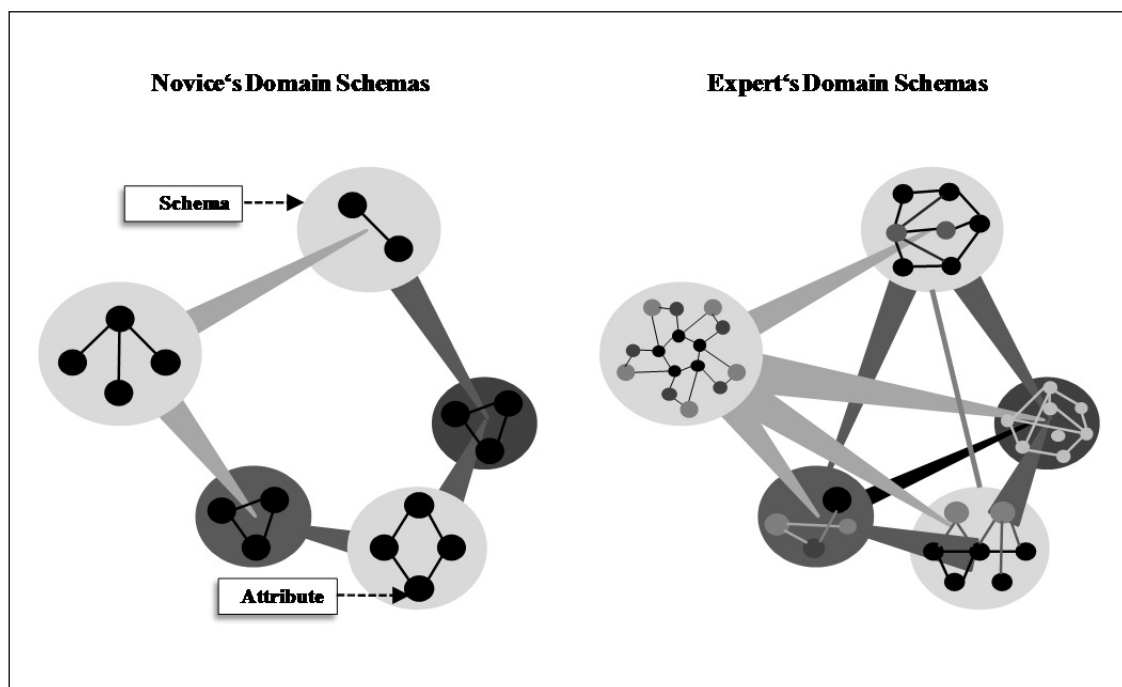 Novice‘s Domain Schemas
Expert‘s Domain Schemas
Schema
Attribute